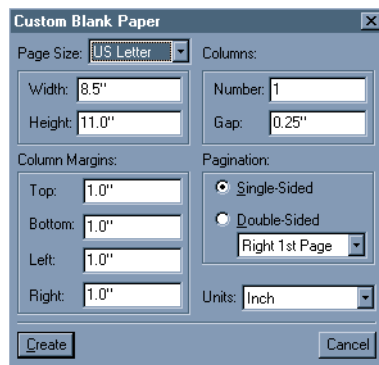 Custom Blank Paper
Page Size: US Letter
Width: 8.5"
Height: 11.0"
Columns:
Number: 1
Gap: 0.25"
Column Margins:
Top: 1.0"
Bottom: 1.0"
Left: 1.0"
Right: 1.0"
Pagination:
Single-Sided
Double-Sided
Right 1st Page
Units: Inch
Create
Cancel